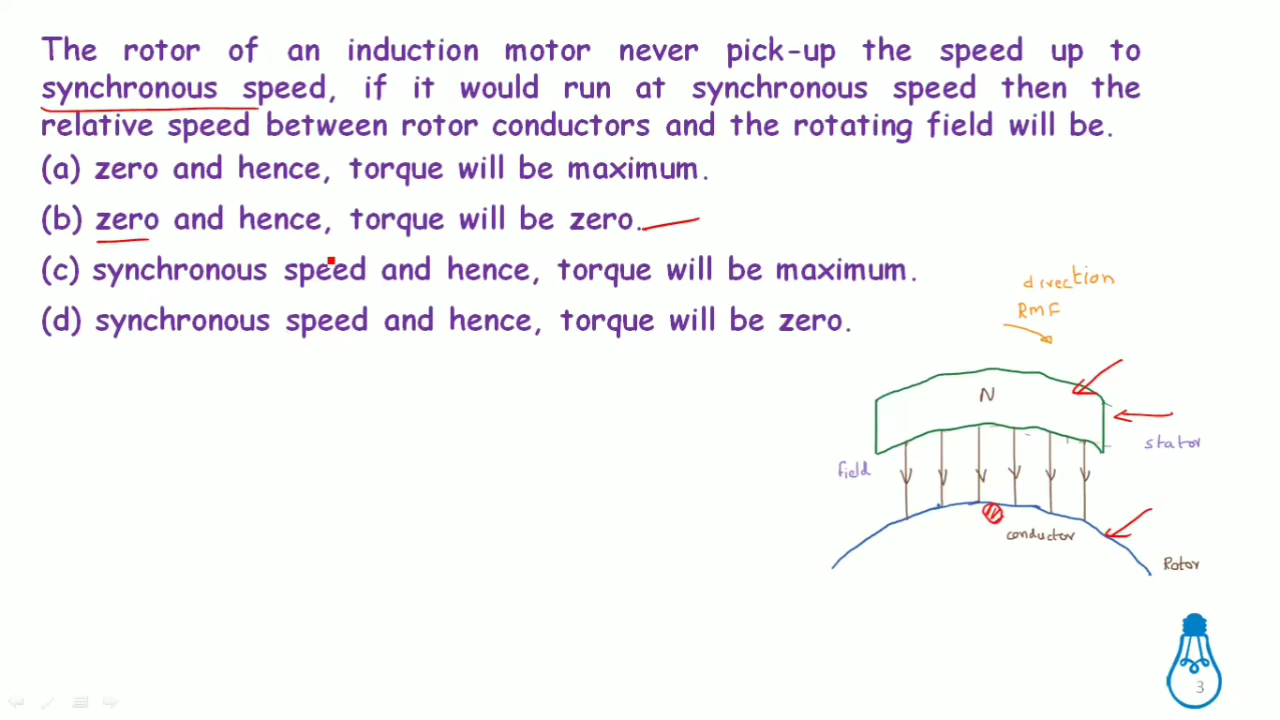 The rotor of an induction motor never pick-up the speed up to
synchronous speed, if it would run at synchronous speed then the
relative speed between rotor conductors and the rotating field will be.
(a) zero and hence, torque will be maximum.
(b) zero and hence, torque will be zero.
(c) synchronous speed and hence, torque will be maximum.
(d) synchronous speed and hence, torque will be zero.
direction
RMF
N
stator
field
conductor
Rotor
3